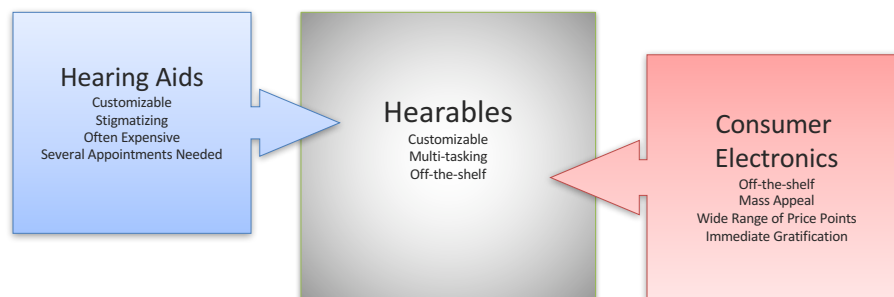 Hearing Aids
Customizable
Stigmatizing
Often Expensive
Several Appointments Needed
Hearables
Customizable
Multi-tasking
Off-the-shelf
Consumer
Electronics
Off-the-shelf
Mass Appeal
Wide Range of Price Points
Immediate Gratification